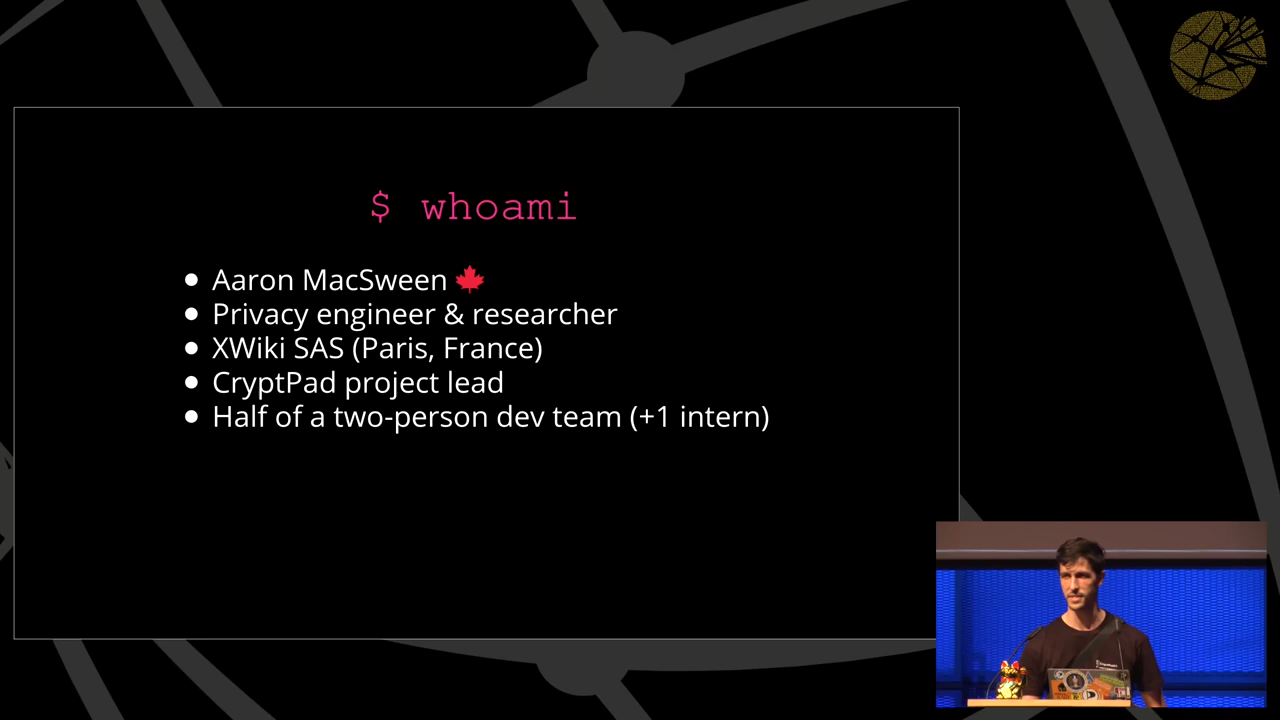 $ whoami
Aaron MacSween
Privacy engineer & researcher
XWiki SAS (Paris, France)
CryptPad project lead
Half of a two-person dev team (+1 intern)